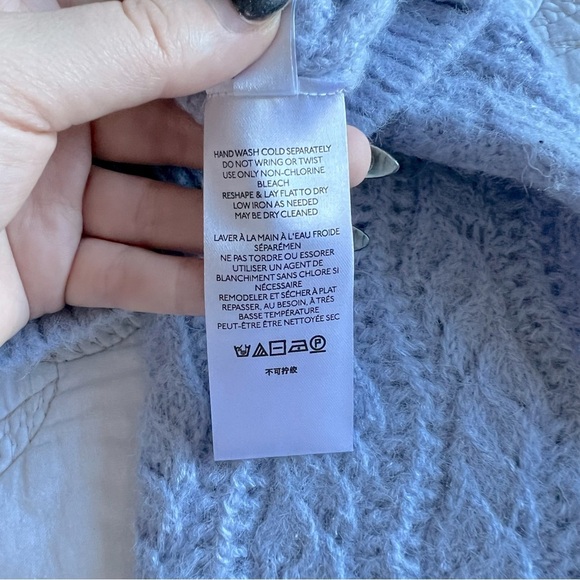 HAND WASH COLD SEPARATELY
DO NOT WRING OR TWIST
USE ONLY NON-CHLORINE
BLEACH
RESHAPE & LAY FLAT TO DRY
LOW IRON AS NEEDED
MAY BE DRY CLEANED
LAVER À LA MAIN À L'EAU FROIDE
SÉPARÉMEN
NE PAS TORDRE OU ESSORER
UTILISER UN AGENT DE
BLANCHIMENT SANS CHLORE SI
NÉCESSAIRE
REMODELER ET SÉCHER À PLAT
REPASSER, AU BESOIN, À TRÉS
BASSE TEMPÉRATURE
PEUT-ÊTRE ÊTRE NETTOYÉE SEC
P
不可拧绞